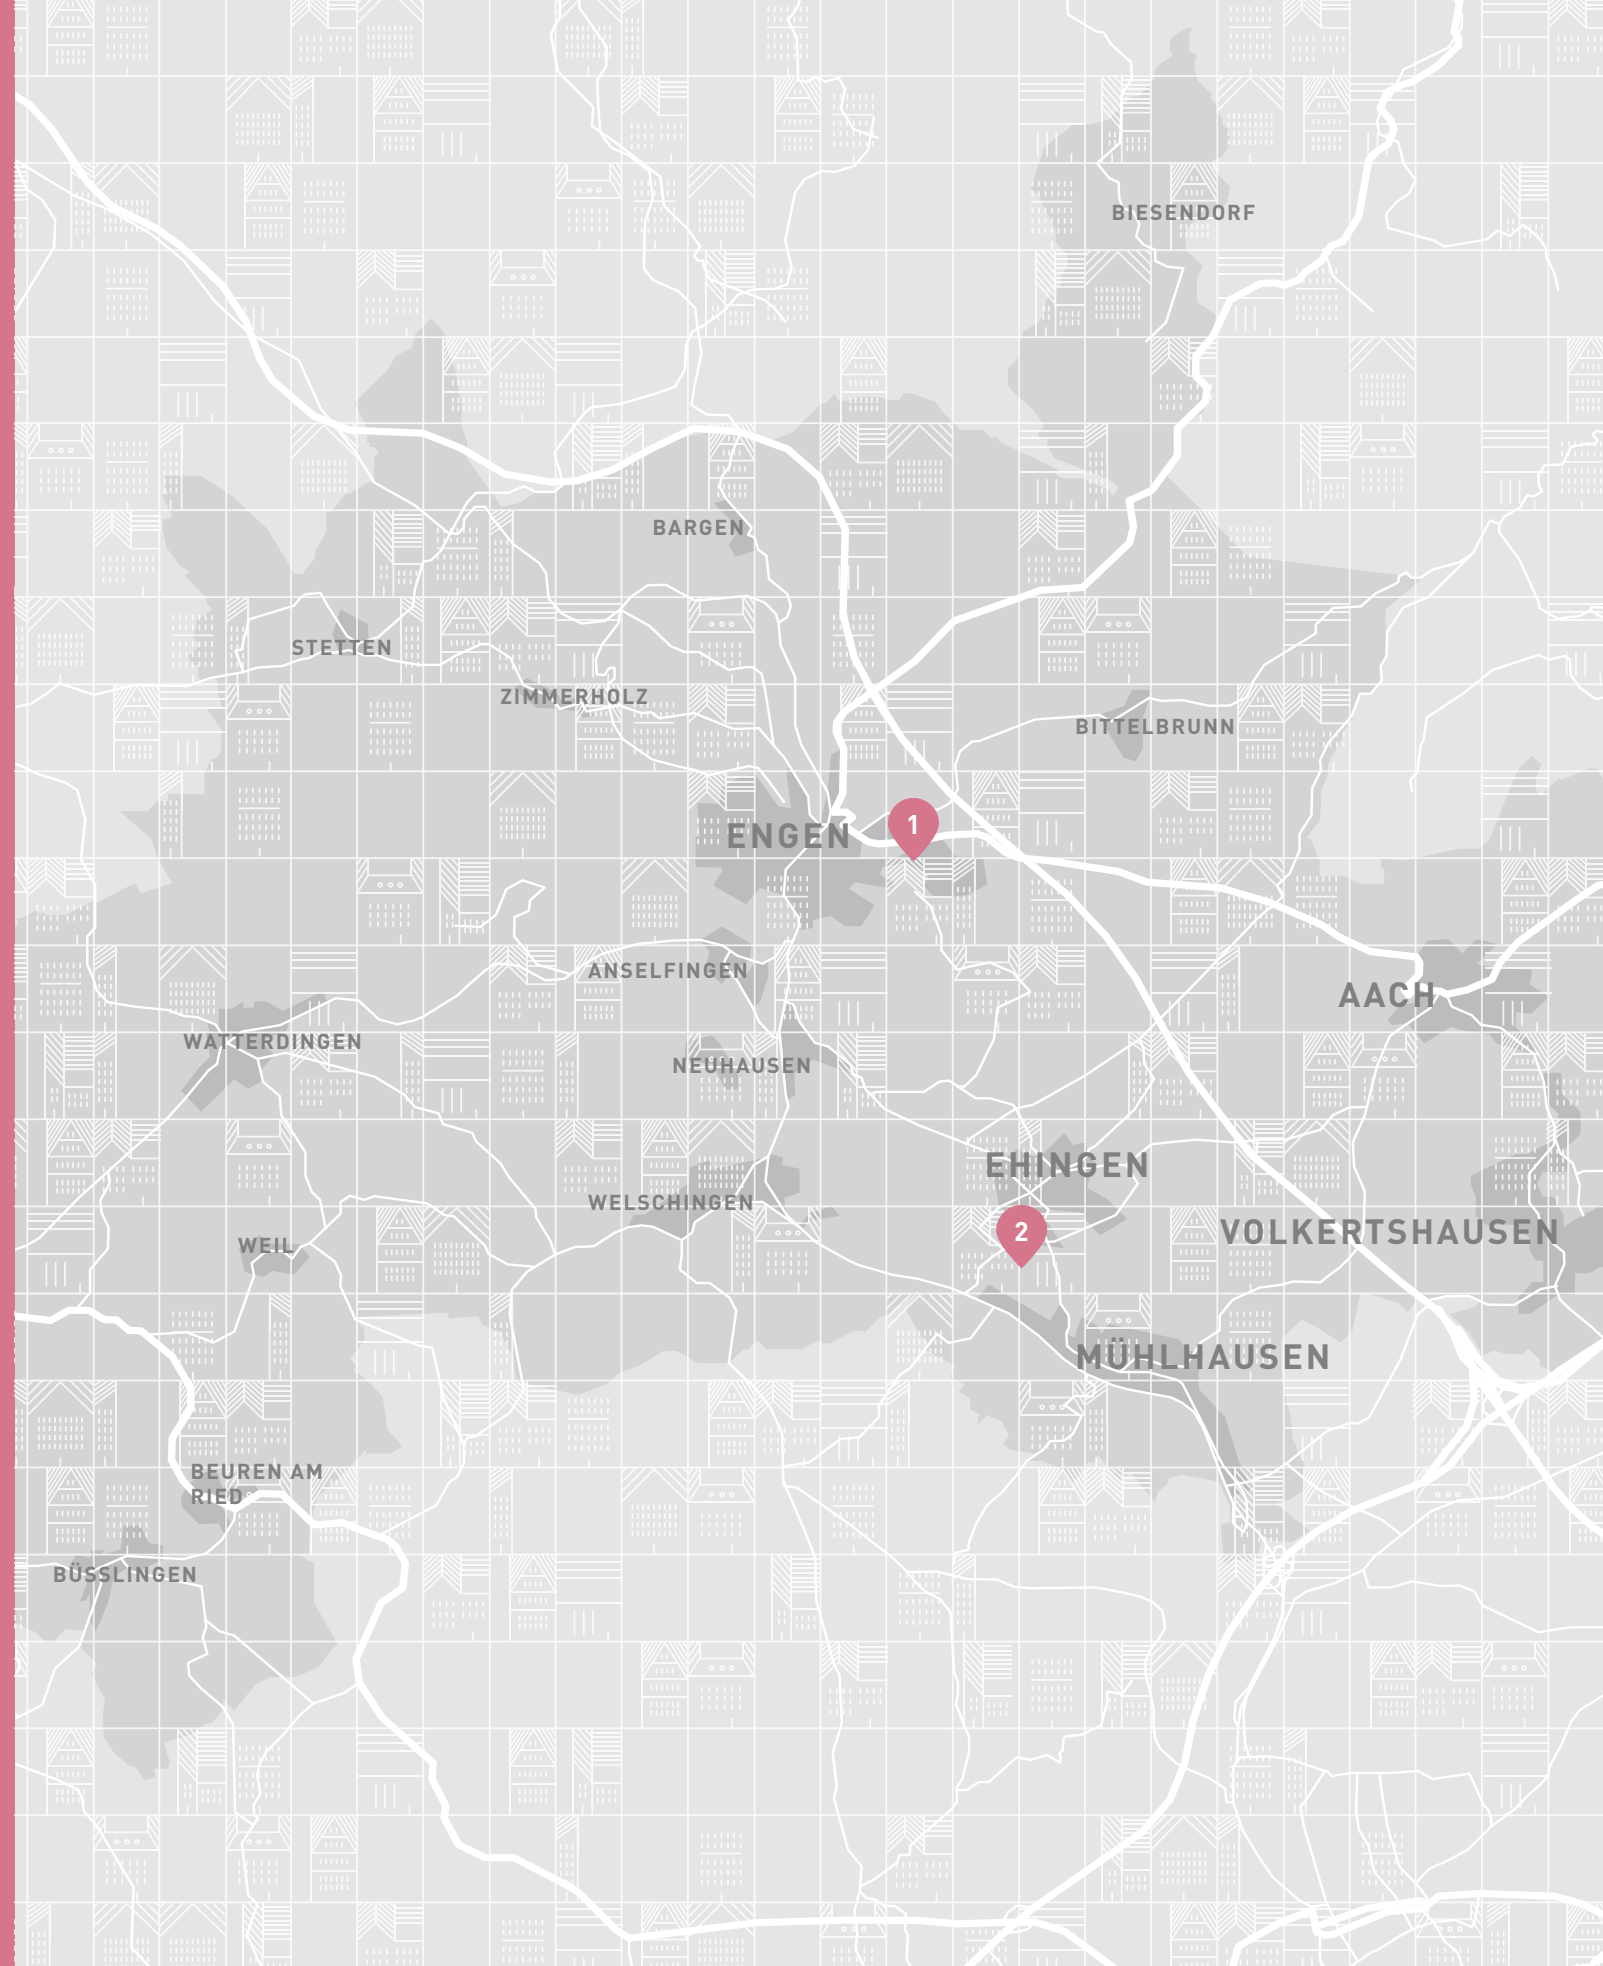 BIESENDORF
BARGEN
STETTEN
ZIMMERHOLZ
BITTELBRUNN
1
ENGEN
ANSELFINGEN
AACH
WATTERDINGEN
NEUHAUSEN
EHINGEN
WELSCHINGEN
2
VOLKERTSHAUSEN
WEIL
MÜHLHAUSEN
BEUREN AM
RIED
BÜSSLINGEN